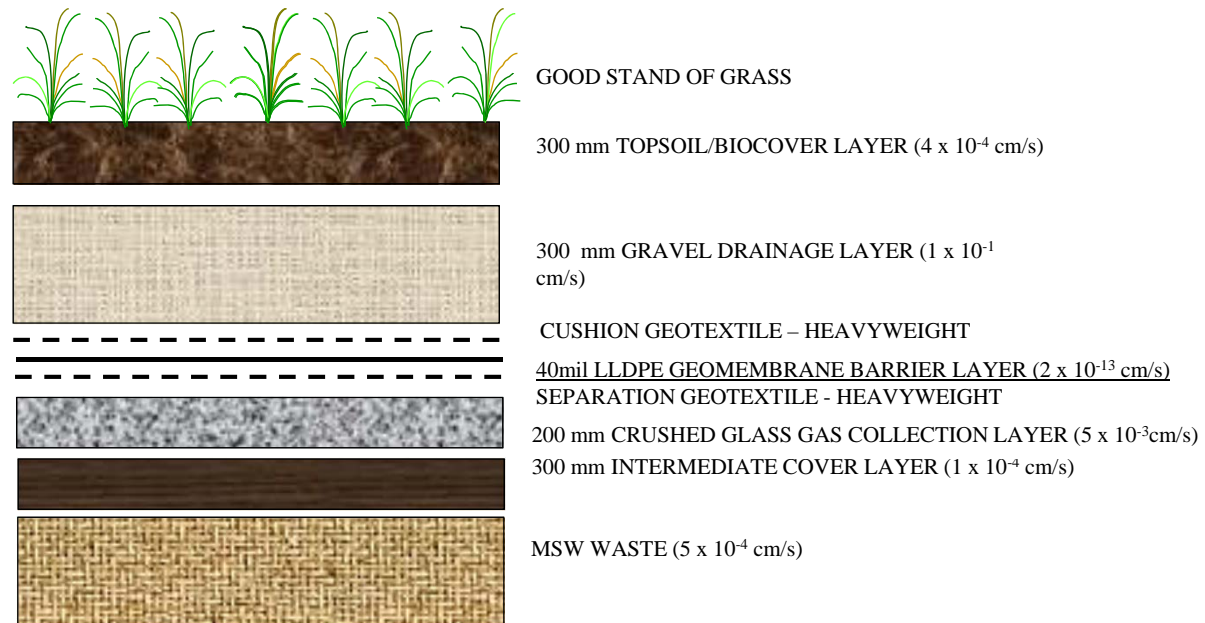 GOOD STAND OF GRASS
300 mm TOPSOIL/BIOCOVER LAYER (4 x 10⁻⁴ cm/s)
300  mm GRAVEL DRAINAGE LAYER (1 x 10⁻¹
cm/s)
CUSHION GEOTEXTILE – HEAVYWEIGHT
40mil LLDPE GEOMEMBRANE BARRIER LAYER (2 x 10⁻¹³ cm/s)
SEPARATION GEOTEXTILE - HEAVYWEIGHT
200 mm CRUSHED GLASS GAS COLLECTION LAYER (5 x 10⁻³cm/s)
300 mm INTERMEDIATE COVER LAYER (1 x 10⁻⁴ cm/s)
MSW WASTE (5 x 10⁻⁴ cm/s)